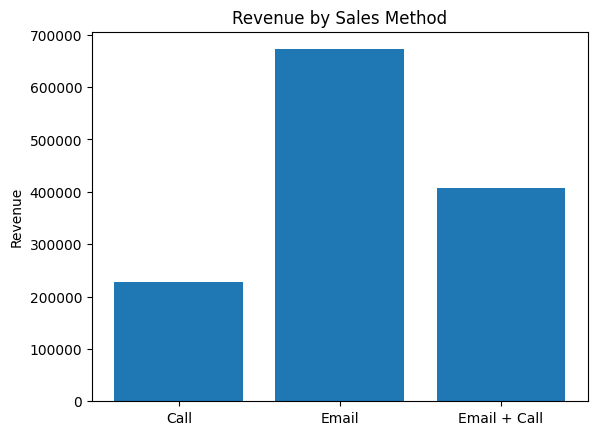 Revenue by Sales Method
700000
600000
500000
400000
300000
200000
100000
0
Revenue
Call
Email
Email + Call